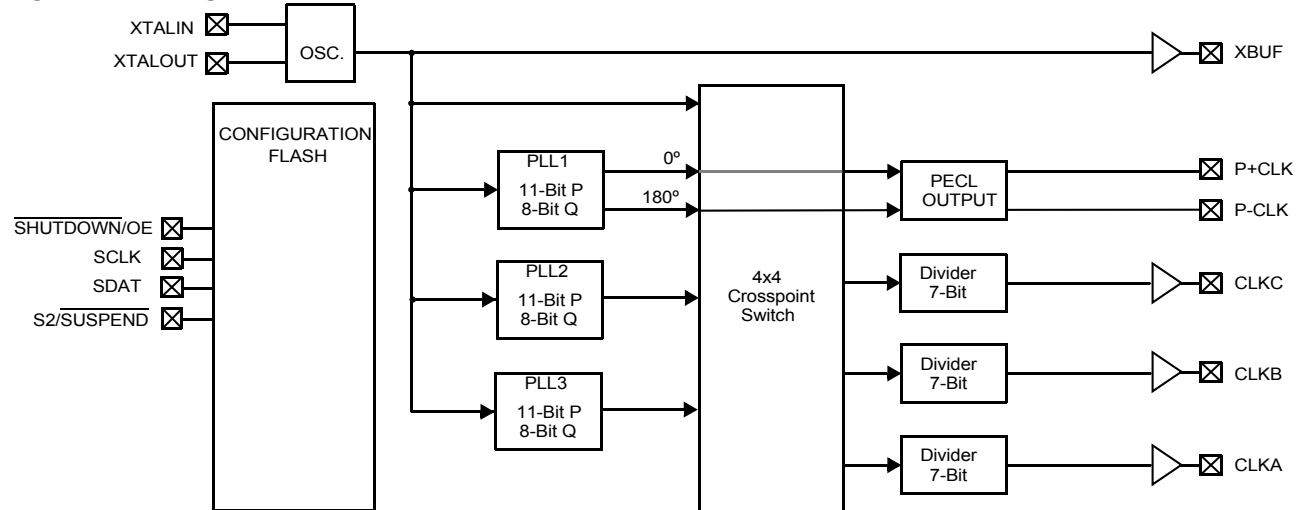 XTALIN
XTALOUT
OSC.
XBUF
CONFIGURATION
FLASH
SHUTDOWN/OE
SCLK
SDAT
S2/SUSPEND
PLL1
11-Bit P
8-Bit Q
0º
180º
PLL2
11-Bit P
8-Bit Q
PLL3
11-Bit P
8-Bit Q
4x4
Crosspoint
Switch
PECL
OUTPUT
P+CLK
P-CLK
Divider
7-Bit
CLKC
Divider
7-Bit
CLKB
Divider
7-Bit
CLKA